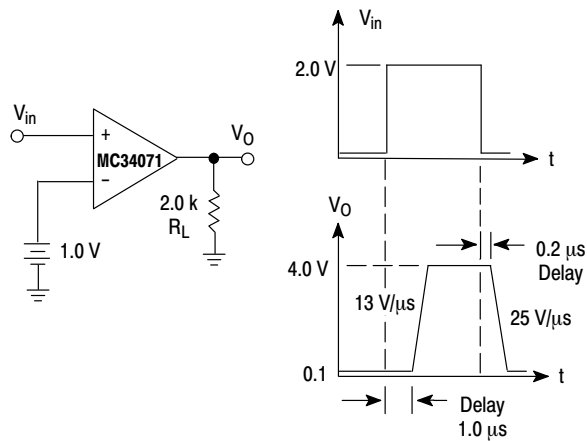 V_in
2.0 V
t
V_in
+
MC34071
–
V_O
2.0 k
R_L
1.0 V
V_O
4.0 V
0.1
13 V/µs
25 V/µs
0.2 µs
Delay
t
Delay
1.0 µs